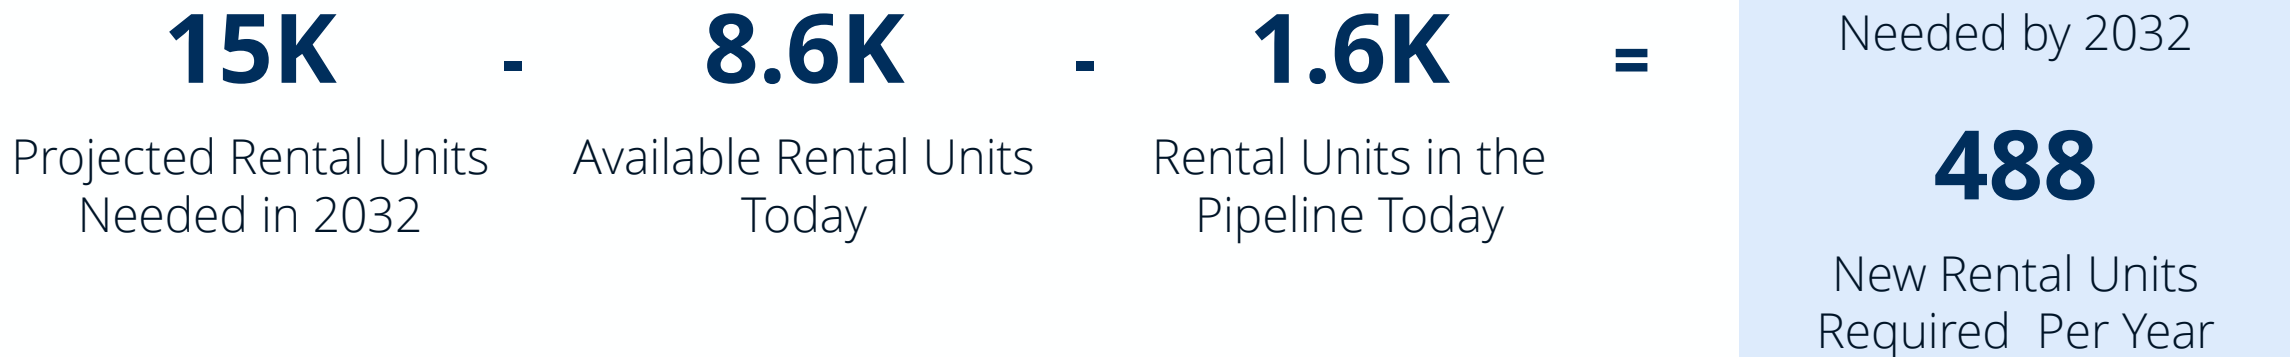 15K - 8.6K - 1.6K =
Projected Rental Units
Needed in 2032
Available Rental Units
Today
Rental Units in the
Pipeline Today
Needed by 2032
488
New Rental Units
Required Per Year